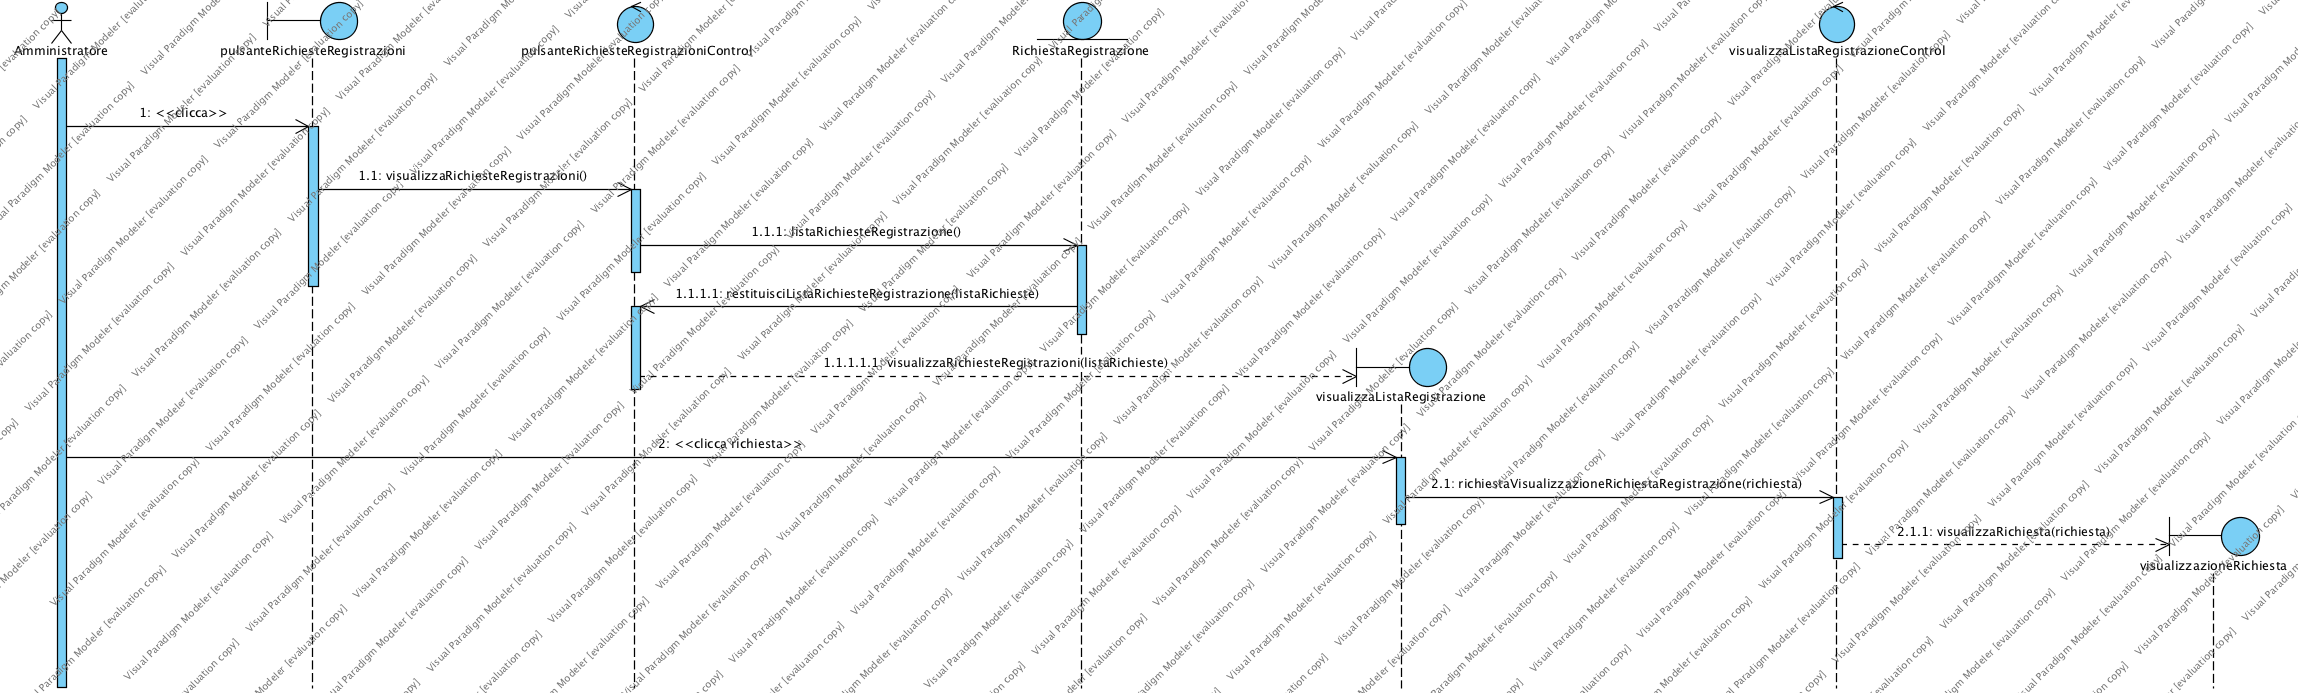 Amministratore
pulsanteRichiesteRegistrazioni
pulsanteRichiesteRegistrazioniControl
RichiestaRegistrazione
visualizzaListaRegistrazioneControl
1: <<clicca>>
1.1: visualizzaRichiesteRegistrazioni()
1.1.1: listaRichiesteRegistrazione()
1.1.1.1: restituisciListaRichiesteRegistrazione(listaRichieste)
1.1.1.1.1: visualizzaRichiesteRegistrazioni(listaRichieste)
visualizzaListaRegistrazione
2: <<clicca richiesta>>
2.1: richiestaVisualizzazioneRichiestaRegistrazione(richiesta)
2.1.1: visualizzaRichiesta(richiesta)
visualizzazioneRichiesta
Visual Paradigm Modeler [evaluation copy]